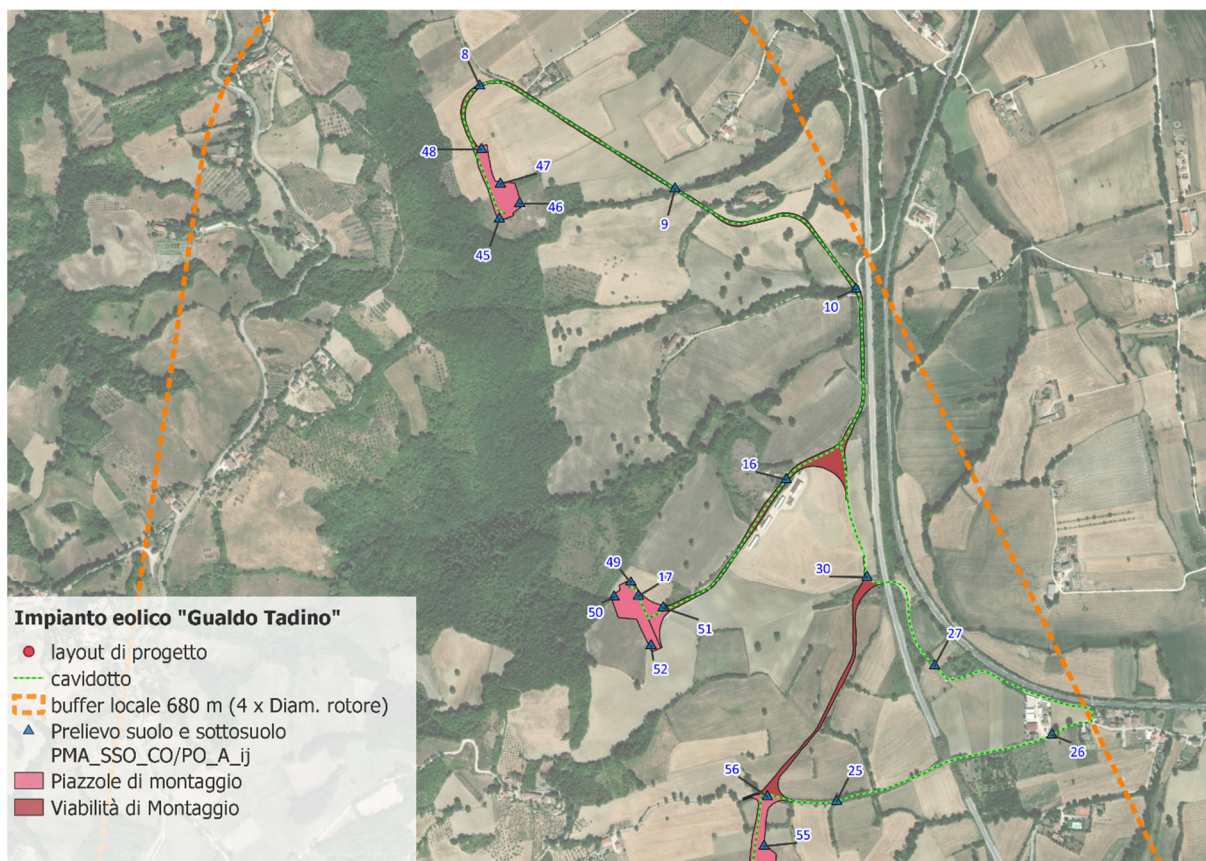 8
48
47
46
45
9
10
16
49
17
30
50
51
27
52
26
56
25
55
Impianto eolico "Gualdo Tadino"
layout di progetto
cavidotto
buffer locale 680 m (4 x Diam. rotore)
Prelievo suolo e sottosuolo
PMA_SSO_CO/PO_A_ij
Piazzole di montaggio
Viabilità di Montaggio